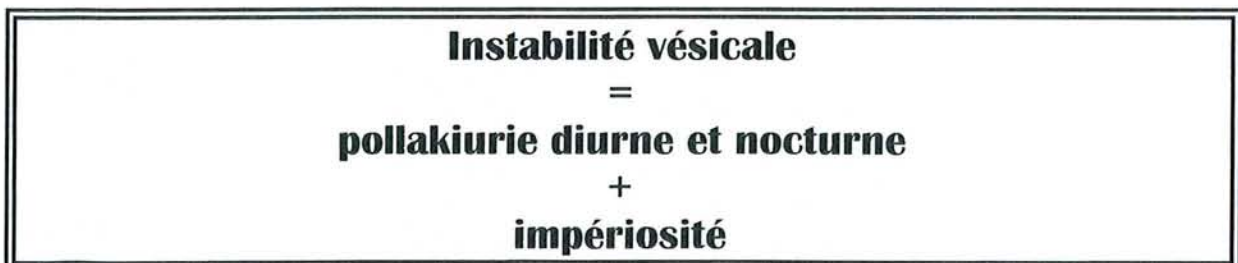 Instabilité vésicale
=
pollakiurie diurne et nocturne
+
impériosité